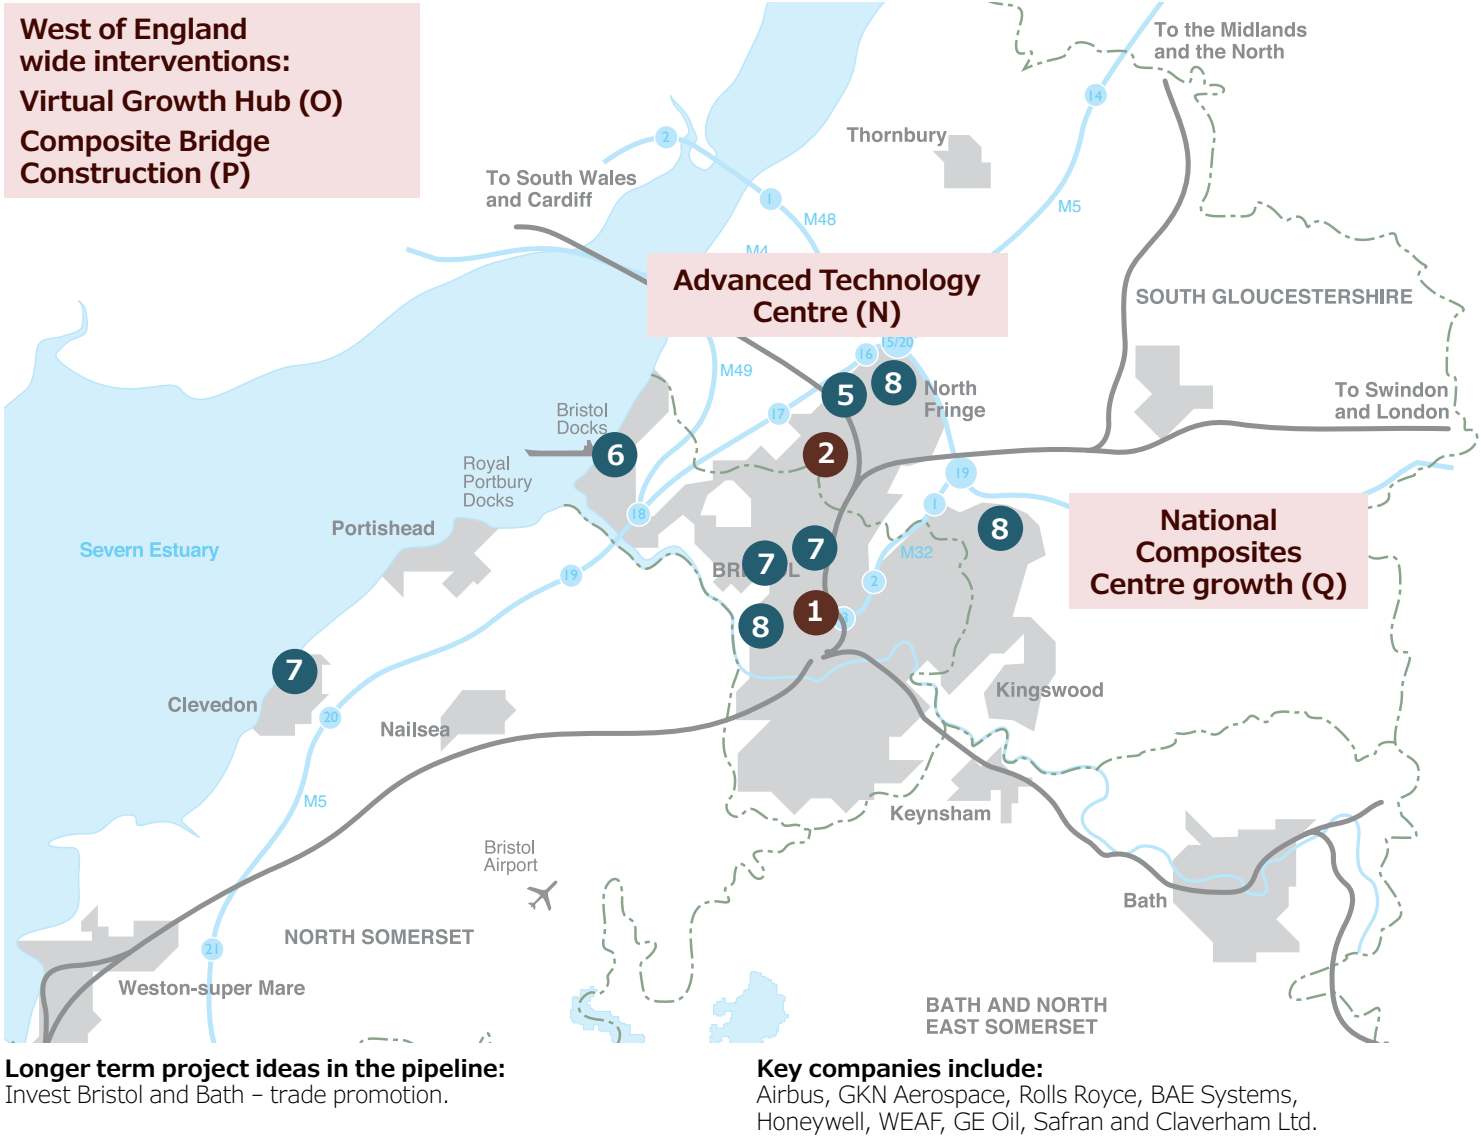 West of England
wide interventions:
Virtual Growth Hub (O)
Composite Bridge
Construction (P)
To the Midlands
and the North
14
Thornbury
2
To South Wales
and Cardiff
1
M48
M5
M4
Advanced Technology
Centre (N)
SOUTH GLOUCESTERSHIRE
15/20
16
M49
5
8
North
Fringe
To Swindon
and London
17
Bristol
Docks
6
2
Royal
Portbury
Docks
19
18
1
Portishead
8
National
Composites
Centre growth (Q)
Severn Estuary
7
7
M32
19
2
1
3
8
7
Kingswood
Clevedon
20
Nailsea
M5
Keynsham
Bristol
Airport
Bath
21
NORTH SOMERSET
Weston-super Mare
BATH AND NORTH
EAST SOMERSET
Longer term project ideas in the pipeline:
Invest Bristol and Bath – trade promotion.
Key companies include:
Airbus, GKN Aerospace, Rolls Royce, BAE Systems,
Honeywell, WEAF, GE Oil, Safran and Claverham Ltd.